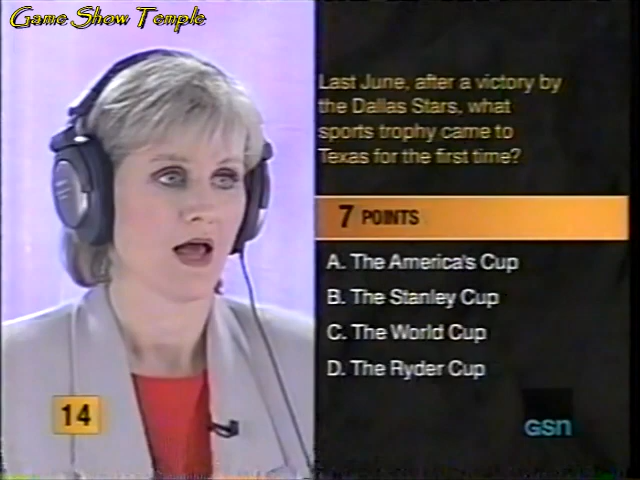 Game Show Temple
Last June, after a victory by
the Dallas Stars, what
sports trophy came to
Texas for the first time?
7 POINTS
A. The America's Cup
B. The Stanley Cup
C. The World Cup
D. The Ryder Cup
14
GSN